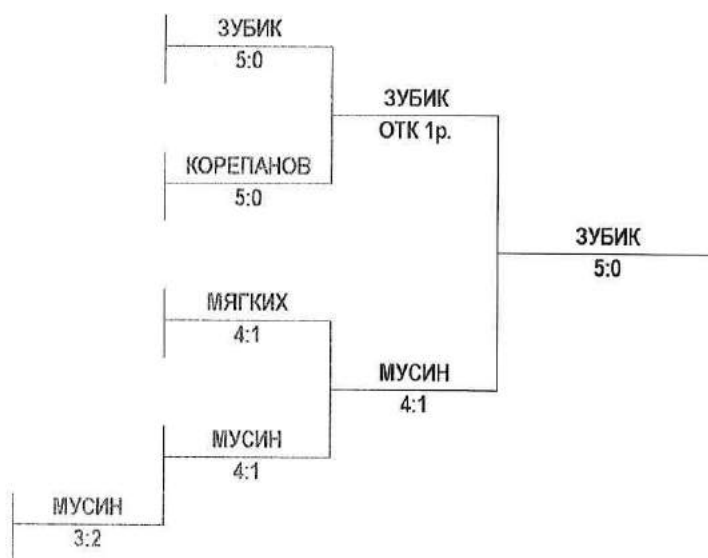 ЗУБИК
5:0
ЗУБИК
ОТК 1р.
КОРЕПАНОВ
5:0
ЗУБИК
5:0
МЯГКИХ
4:1
МУСИН
4:1
МУСИН
4:1
МУСИН
3:2